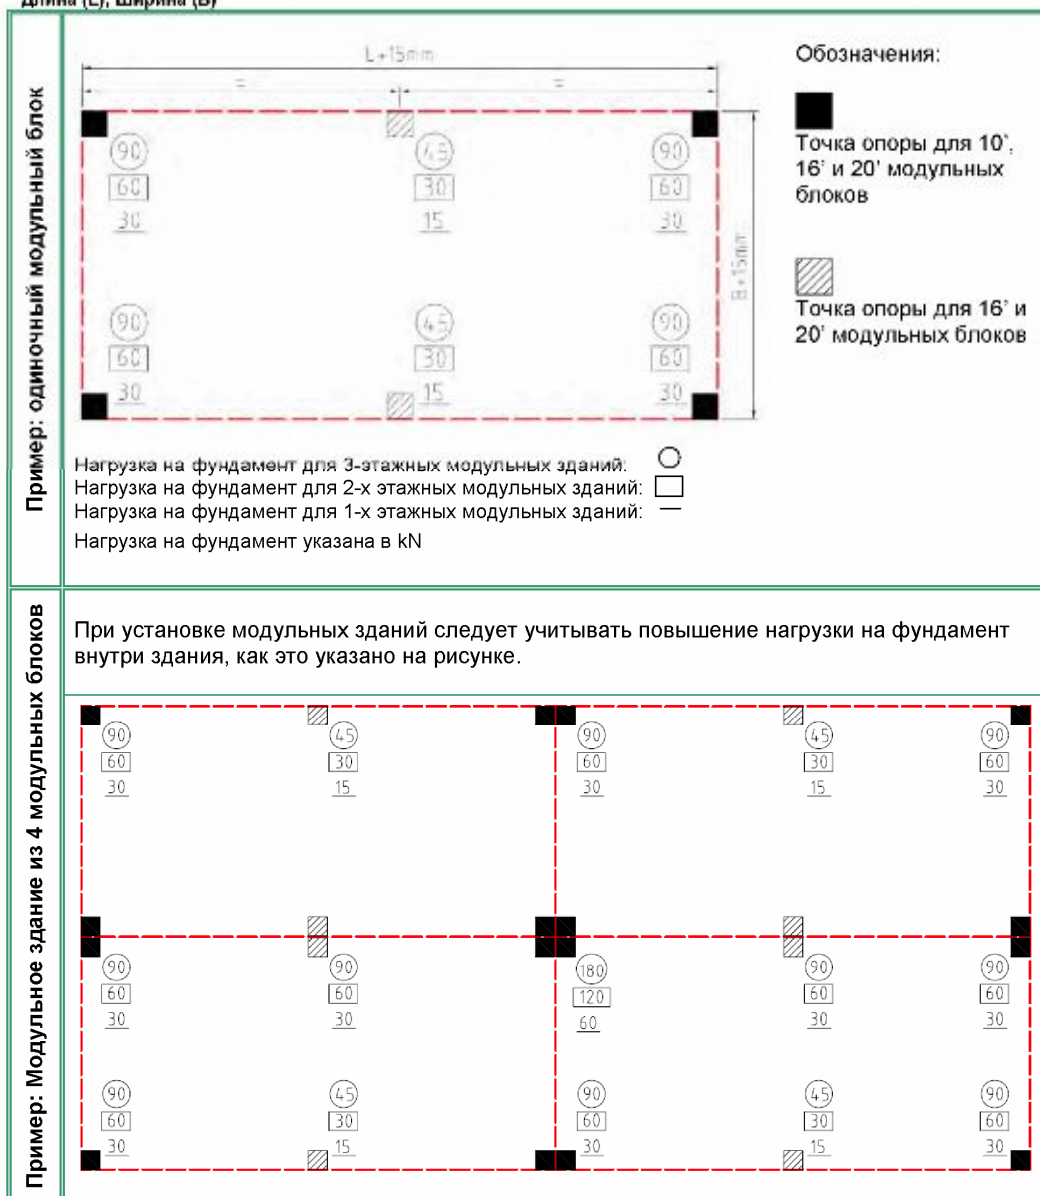 Длина (L), Ширина (B)
Пример: одиночный модульный блок
L+15mm
= =
90 45 90
60 30 60
30 15 30
B+15mm
90 45 90
60 30 60
30 15 30
Обозначения:
Точка опоры для 10`,
16' и 20' модульных
блоков
Точка опоры для 16' и
20' модульных блоков
Нагрузка на фундамент для 3-этажных модульных зданий:
Нагрузка на фундамент для 2-х этажных модульных зданий:
Нагрузка на фундамент для 1-х этажных модульных зданий:
Нагрузка на фундамент указана в kN
Пример: Модульное здание из 4 модульных блоков
При установке модульных зданий следует учитывать повышение нагрузки на фундамент
внутри здания, как это указано на рисунке.
90 45 90 45 90
60 30 60 30 60
30 15 30 15 30
90 90 180 90 90
60 60 120 60 60
30 30 60 30 30
90 45 90 45 90
60 30 60 30 60
30 15 30 15 30